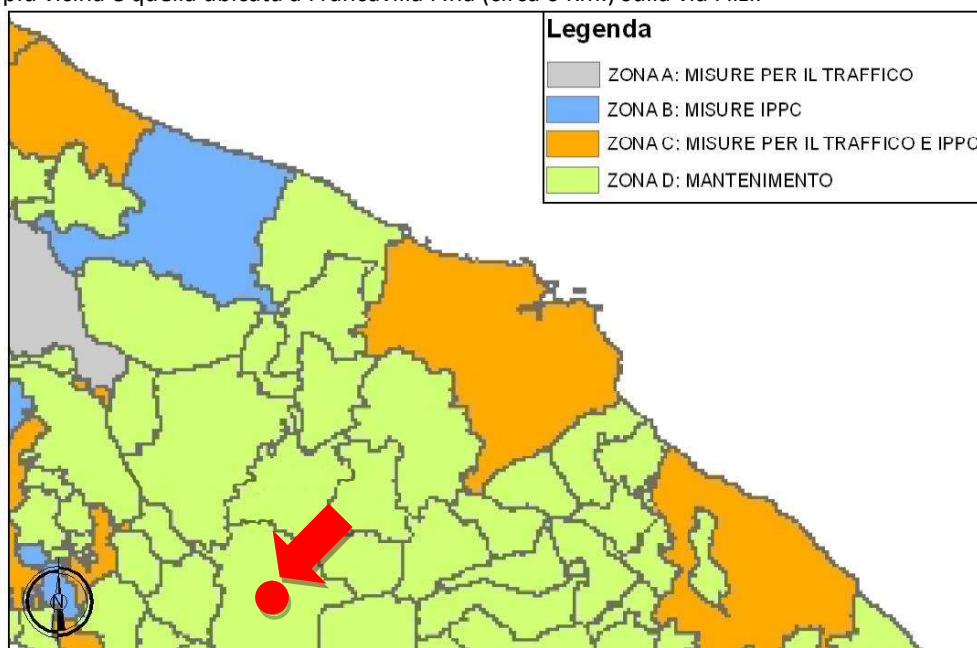 Legenda
ZONA A: MISURE PER IL TRAFFICO
ZONA B: MISURE IPPC
ZONA C: MISURE PER IL TRAFFICO E IPPC
ZONA D: MANTENIMENTO
N